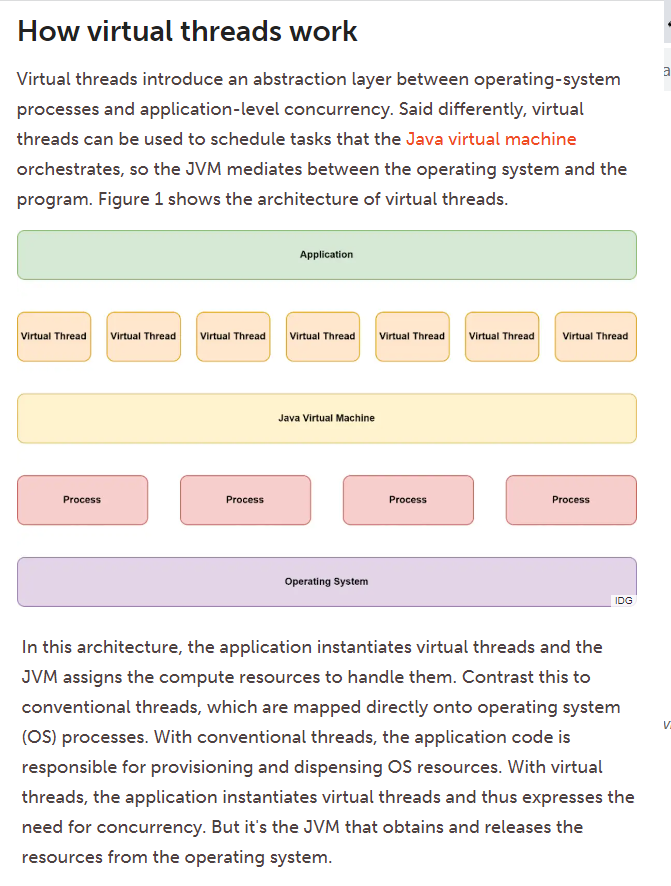 How virtual threads work
Virtual threads introduce an abstraction layer between operating-system
processes and application-level concurrency. Said differently, virtual
threads can be used to schedule tasks that the Java virtual machine
orchestrates, so the JVM mediates between the operating system and the
program. Figure 1 shows the architecture of virtual threads.
Application
Virtual Thread Virtual Thread Virtual Thread Virtual Thread Virtual Thread Virtual Thread Virtual Thread
Java Virtual Machine
Process Process Process Process
Operating System
IDG
In this architecture, the application instantiates virtual threads and the
JVM assigns the compute resources to handle them. Contrast this to
conventional threads, which are mapped directly onto operating system
(OS) processes. With conventional threads, the application code is
responsible for provisioning and dispensing OS resources. With virtual
threads, the application instantiates virtual threads and thus expresses the
need for concurrency. But it's the JVM that obtains and releases the
resources from the operating system.